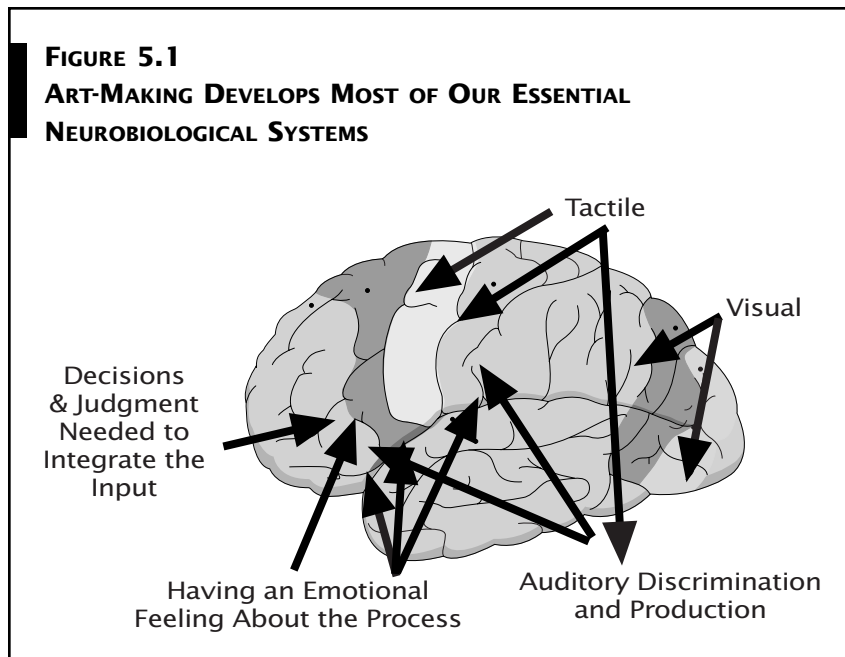 FIGURE 5.1
ART-MAKING DEVELOPS MOST OF OUR ESSENTIAL
NEUROBIOLOGICAL SYSTEMS
Tactile
Visual
Decisions
& Judgment
Needed to
Integrate the
Input
Having an Emotional
Feeling About the Process
Auditory Discrimination
and Production